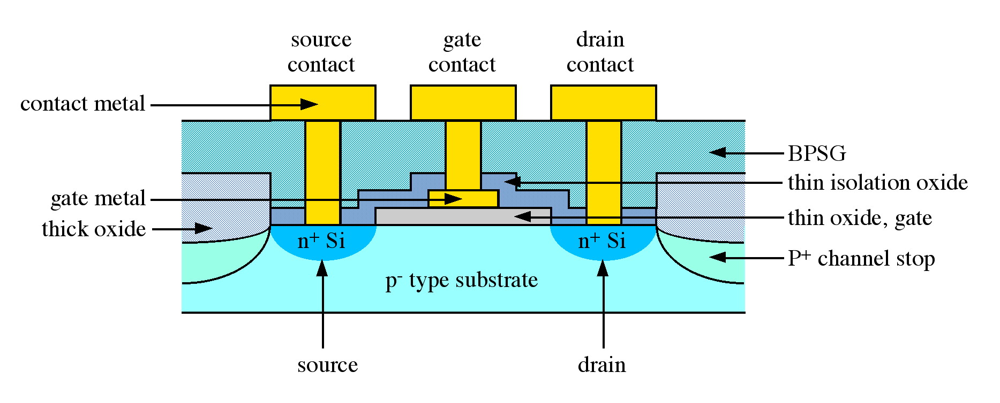 source
contact
gate
contact
drain
contact
contact metal
BPSG
thin isolation oxide
gate metal
thin oxide, gate
thick oxide
n+ Si
n+ Si
P+ channel stop
p- type substrate
source
drain